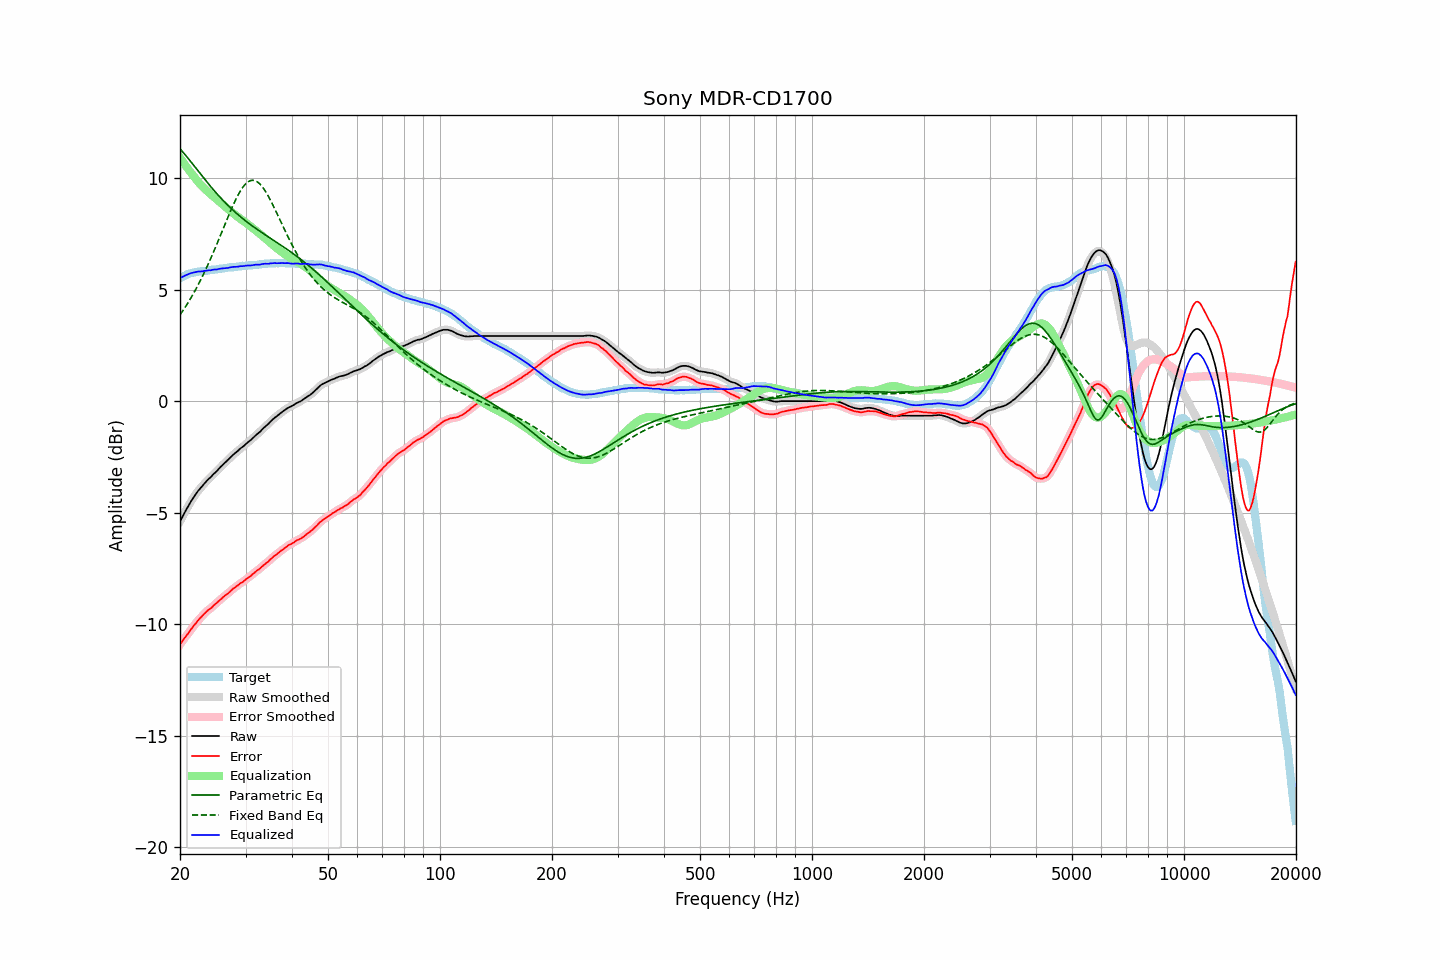 Sony MDR-CD1700
Amplitude (dBr)
10
5
0
−5
−10
−15
−20
Target
Raw Smoothed
Error Smoothed
Raw
Error
Equalization
Parametric Eq
Fixed Band Eq
Equalized
20 50 100 200 500 1000 2000 5000 10000 20000
Frequency (Hz)